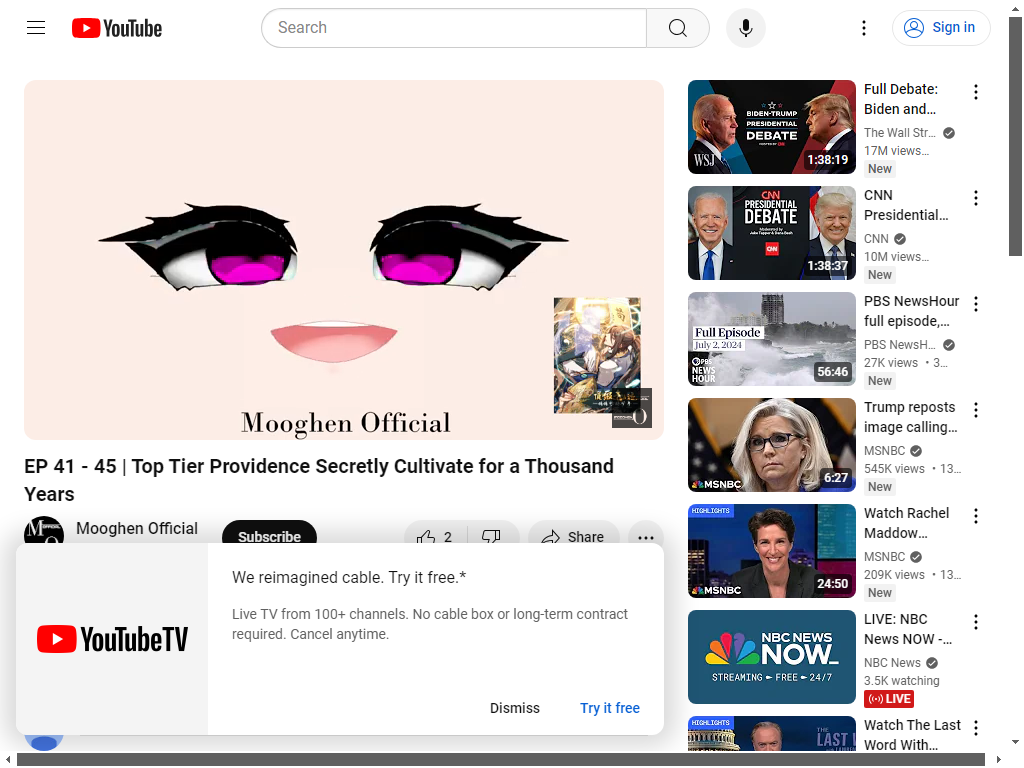 YouTube
Search
Sign in
Mooghen Official
EP 41 - 45 | Top Tier Providence Secretly Cultivate for a Thousand
Years
Mooghen Official
Subscribe
2
Share
We reimagined cable. Try it free.*
Live TV from 100+ channels. No cable box or long-term contract
required. Cancel anytime.
YouTubeTV
Dismiss
Try it free
BIDEN-TRUMP
PRESIDENTIAL
DEBATE
WSJ
1:38:19
Full Debate:
Biden and…
The Wall Str…
17M views…
New
CNN
PRESIDENTIAL
DEBATE
Moderated by
Jake Tapper & Dana Bash
CNN
1:38:37
CNN
Presidential…
CNN
10M views…
New
Full Episode
July 2, 2024
PBS
NEWS
HOUR
56:46
PBS NewsHour
full episode,…
PBS NewsH…
27K views • 3…
New
MSNBC
6:27
Trump reposts
image calling…
MSNBC
545K views • 13…
New
HIGHLIGHTS
MSNBC
24:50
Watch Rachel
Maddow…
MSNBC
209K views • 13…
New
NBC NEWS
NOW
STREAMING FREE 24/7
LIVE: NBC
News NOW -…
NBC News
3.5K watching
LIVE
HIGHLIGHTS
THE
LAST
Watch The Last
Word With…